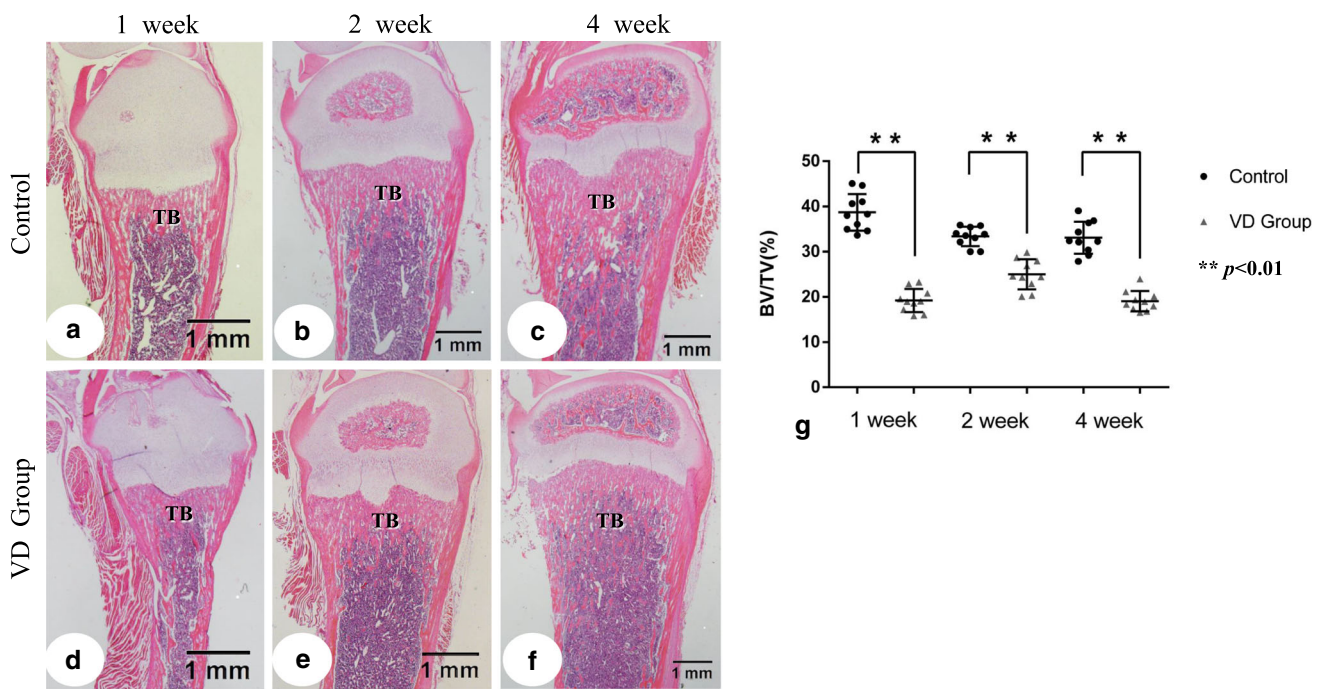 1 week 2 week 4 week
Control
TB TB TB
a 1 mm b 1 mm c 1 mm
VD Group
TB TB TB
d 1 mm e 1 mm f 1 mm
** ** **
50
40
30
20
10
0
BV/TV(%)
1 week 2 week 4 week
g
Control
VD Group
** p<0.01